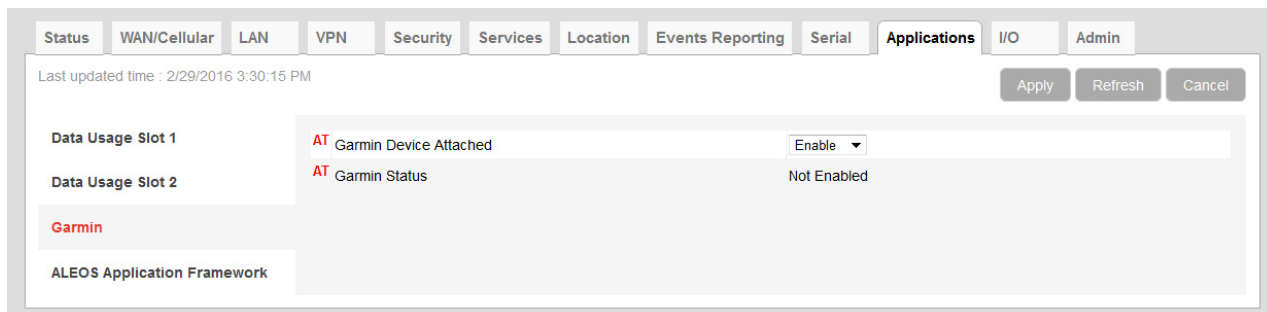 Status WAN/Cellular LAN VPN Security Services Location Events Reporting Serial Applications I/O Admin
Last updated time : 2/29/2016 3:30:15 PM
Apply Refresh Cancel
Data Usage Slot 1
AT Garmin Device Attached Enable
Data Usage Slot 2
AT Garmin Status Not Enabled
Garmin
ALEOS Application Framework